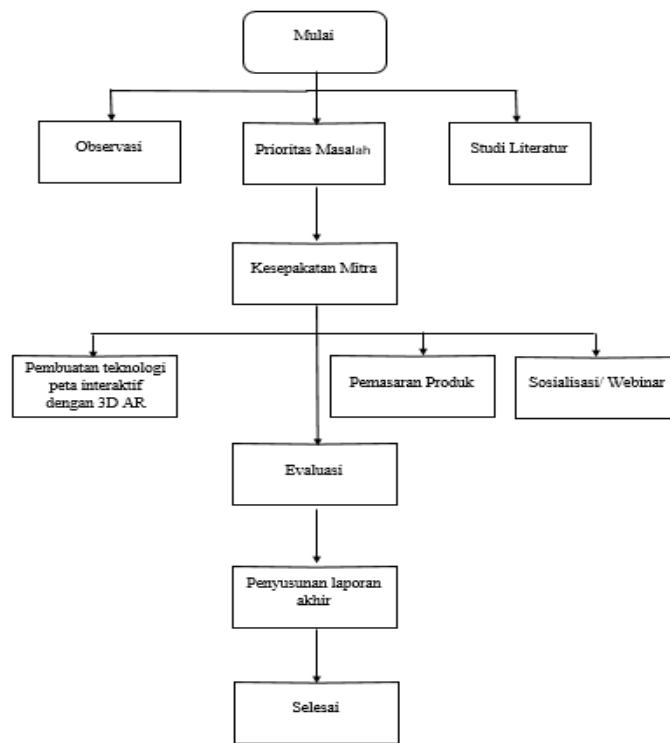 Mulai
Observasi
Prioritas Masalah
Studi Literatur
Kesepakatan Mitra
Pembuatan teknologi
peta interaktif
dengan 3D AR
Pemasaran Produk
Sosialisasi/ Webinar
Evaluasi
Penyusunan laporan
akhir
Selesai